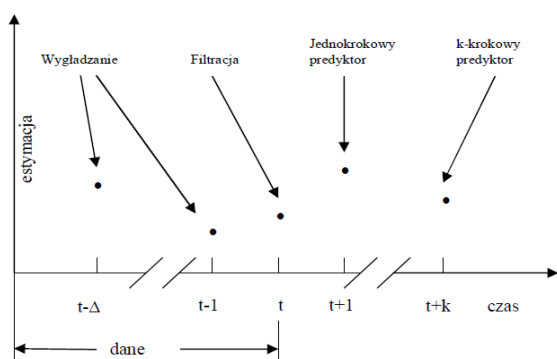 Wygładzanie
Filtracja
Jednokrokowy
predyktor
k-krokowy
predyktor
estymacja
t-Δ
t-1
t
t+1
t+k
czas
dane